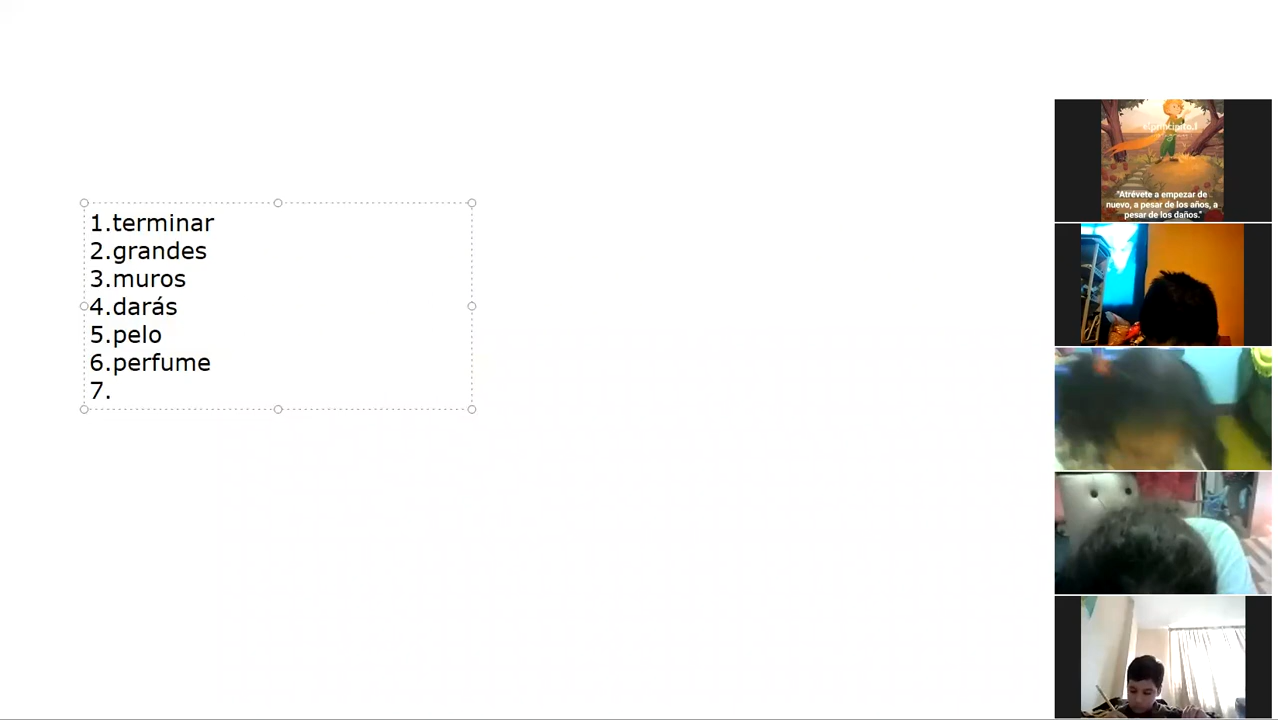 1.terminar
2.grandes
3.muros
4.darás
5.pelo
6.perfume
7.
elprincipito.l
"Atrévete a empezar de
nuevo, a pesar de los años, a
pesar de los daños."